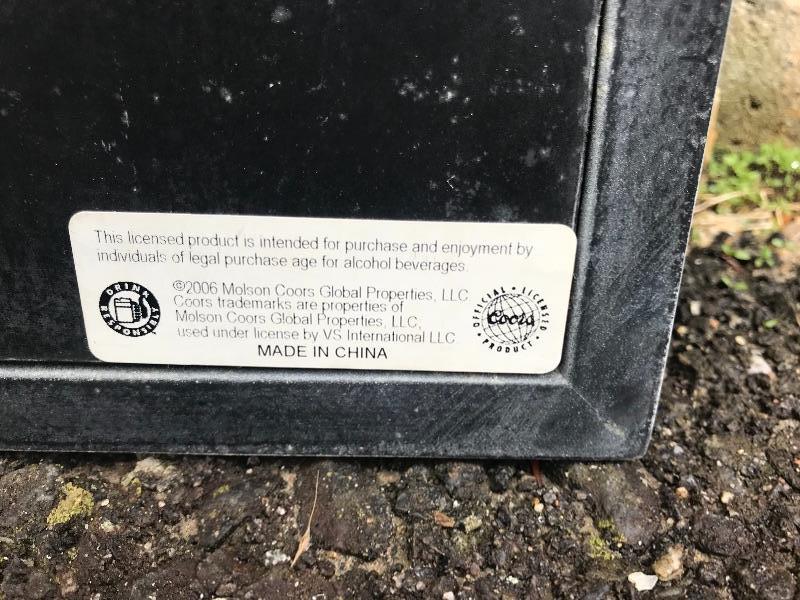 This licensed product is intended for purchase and enjoyment by
individuals of legal purchase age for alcohol beverages.
DRINK RESPONSIBLY
©2006 Molson Coors Global Properties, LLC.
Coors trademarks are properties of
Molson Coors Global Properties, LLC,
used under license by VS International LLC.
MADE IN CHINA
OFFICIAL • LICENSED • PRODUCT •
Coors